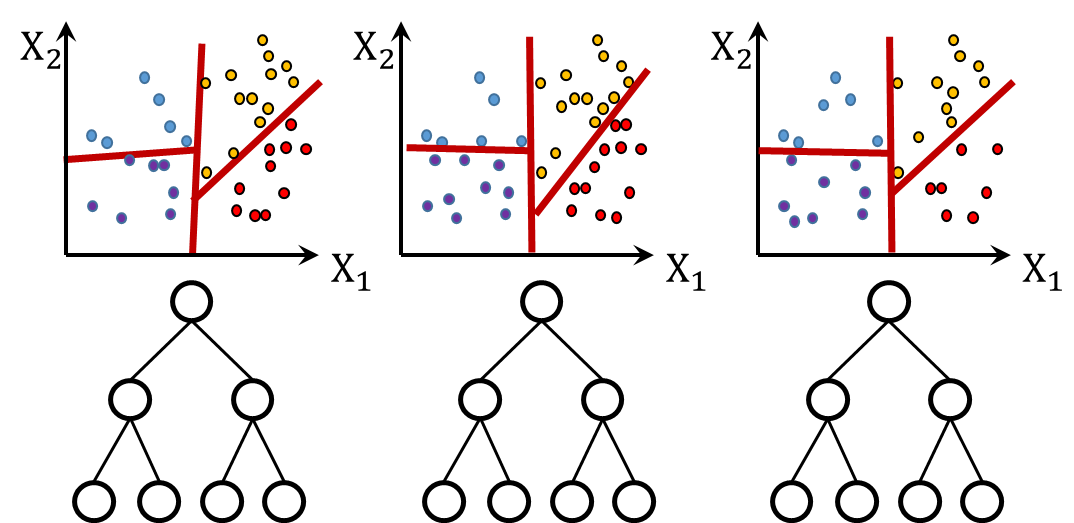 X₂ X₂ X₂
X₁ X₁ X₁